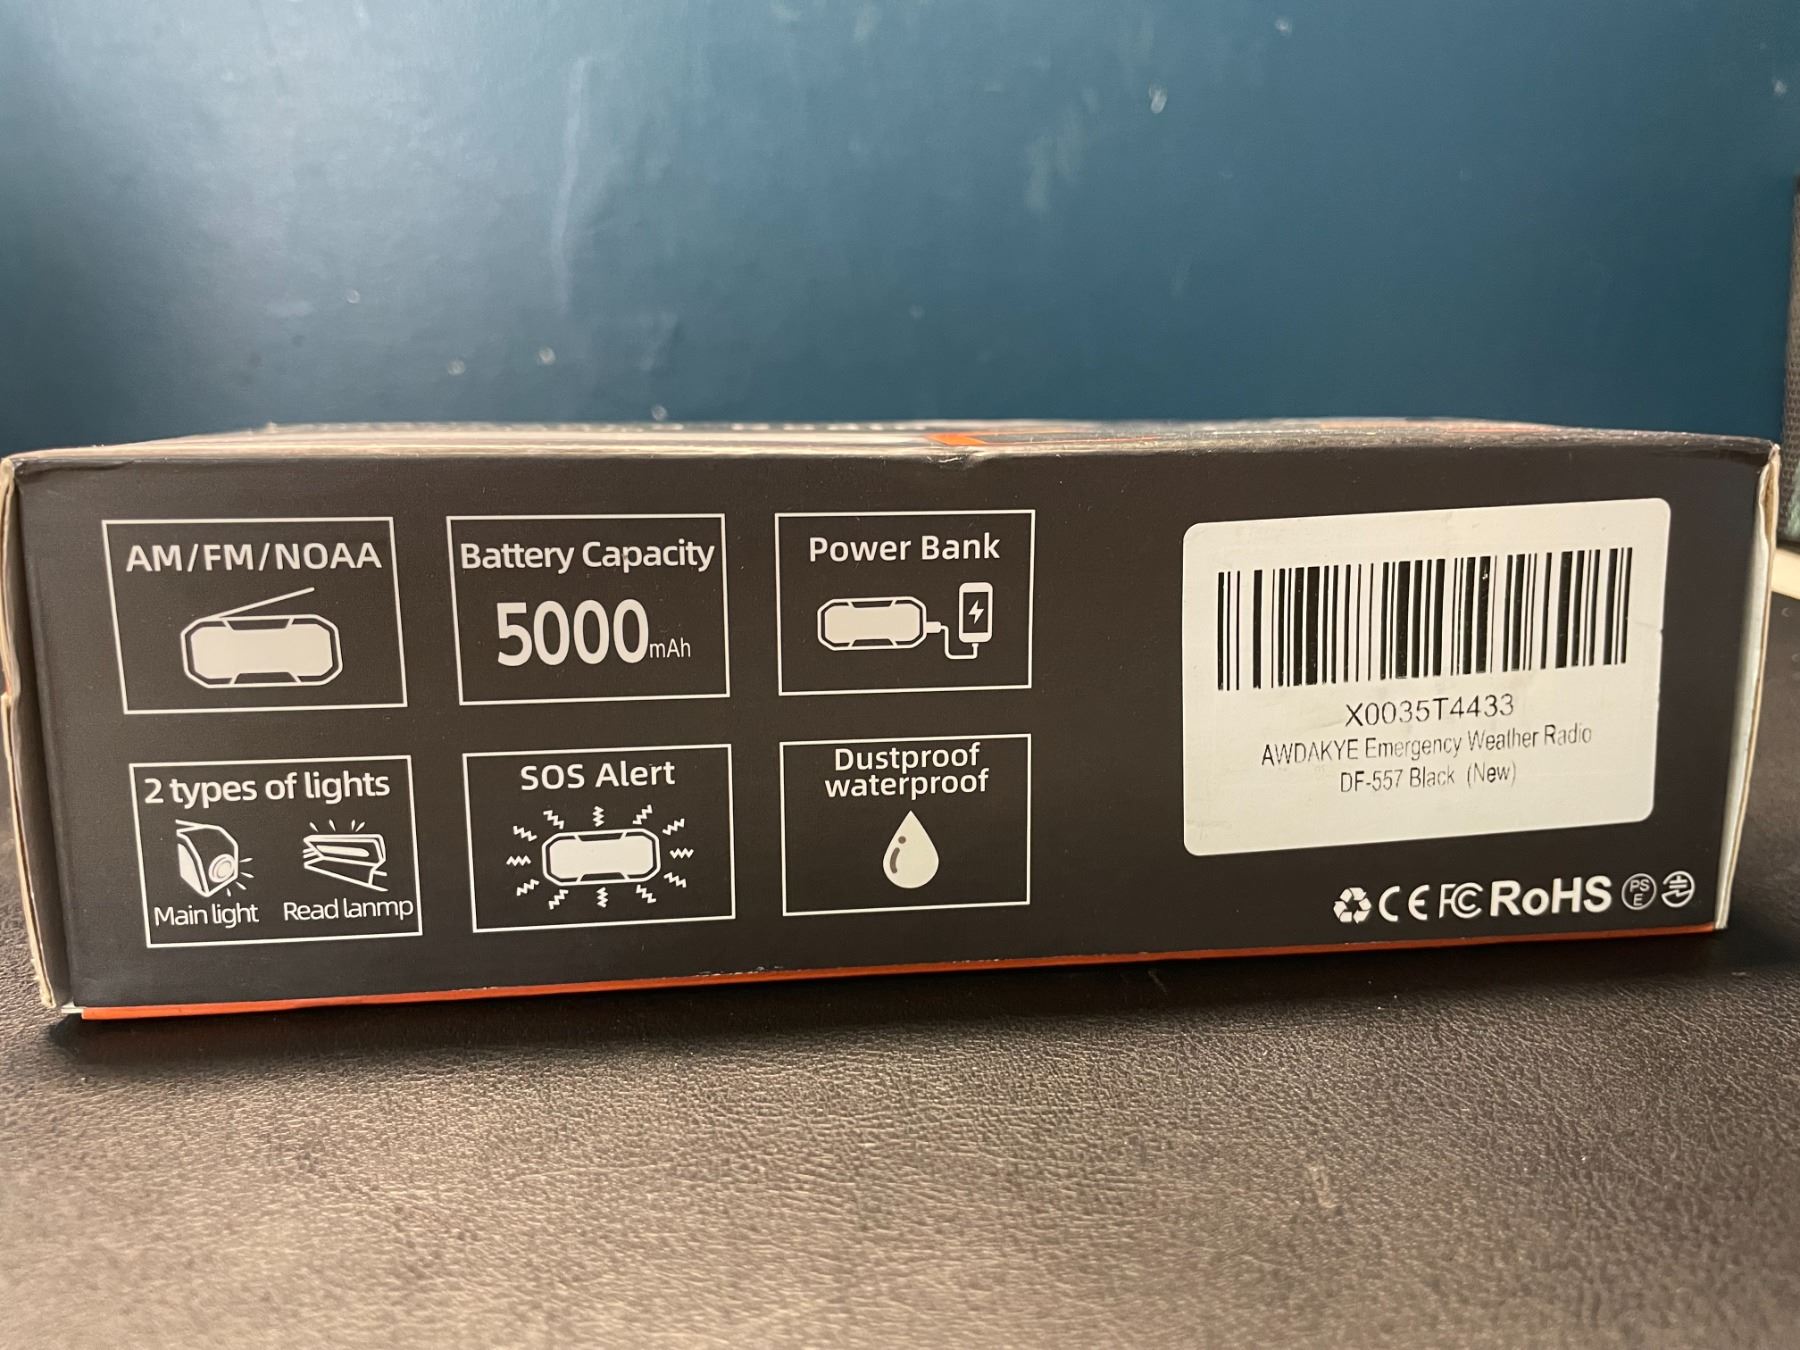 AM/FM/NOAA
Battery Capacity
5000mAh
Power Bank
2 types of lights
Main light
Read lanmp
SOS Alert
Dustproof
waterproof
X0035T4433
AWDAKYE Emergency Weather Radio
DF-557 Black (New)
CE FC RoHS PS
E